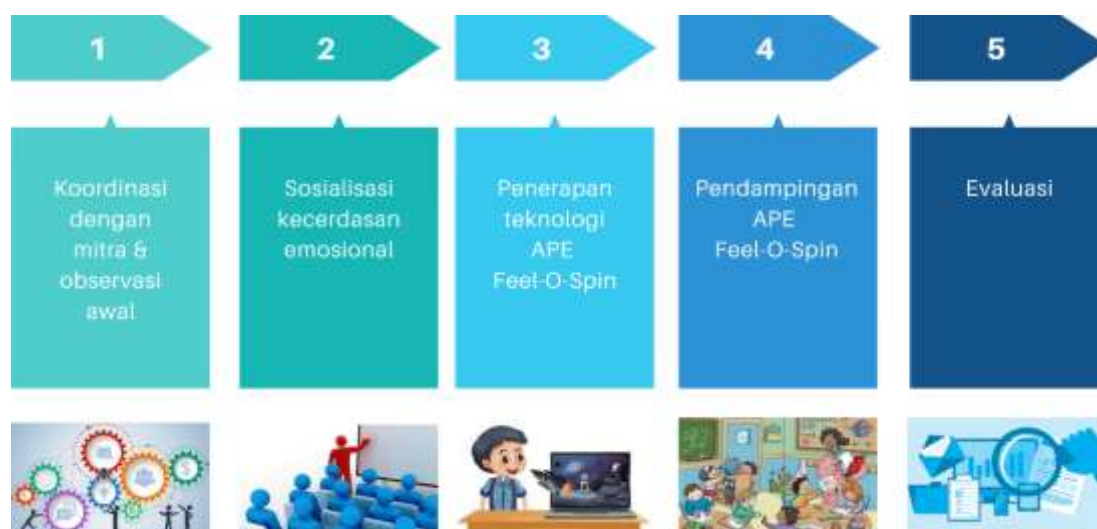 1
2
3
4
5
Koordinasi
dengan
mitra &
observasi
awal
Sosialisasi
kecerdasan
emosional
Penerapan
teknologi
APE
Feel-O-Spin
Pendampingan
APE
Feel-O-Spin
Evaluasi